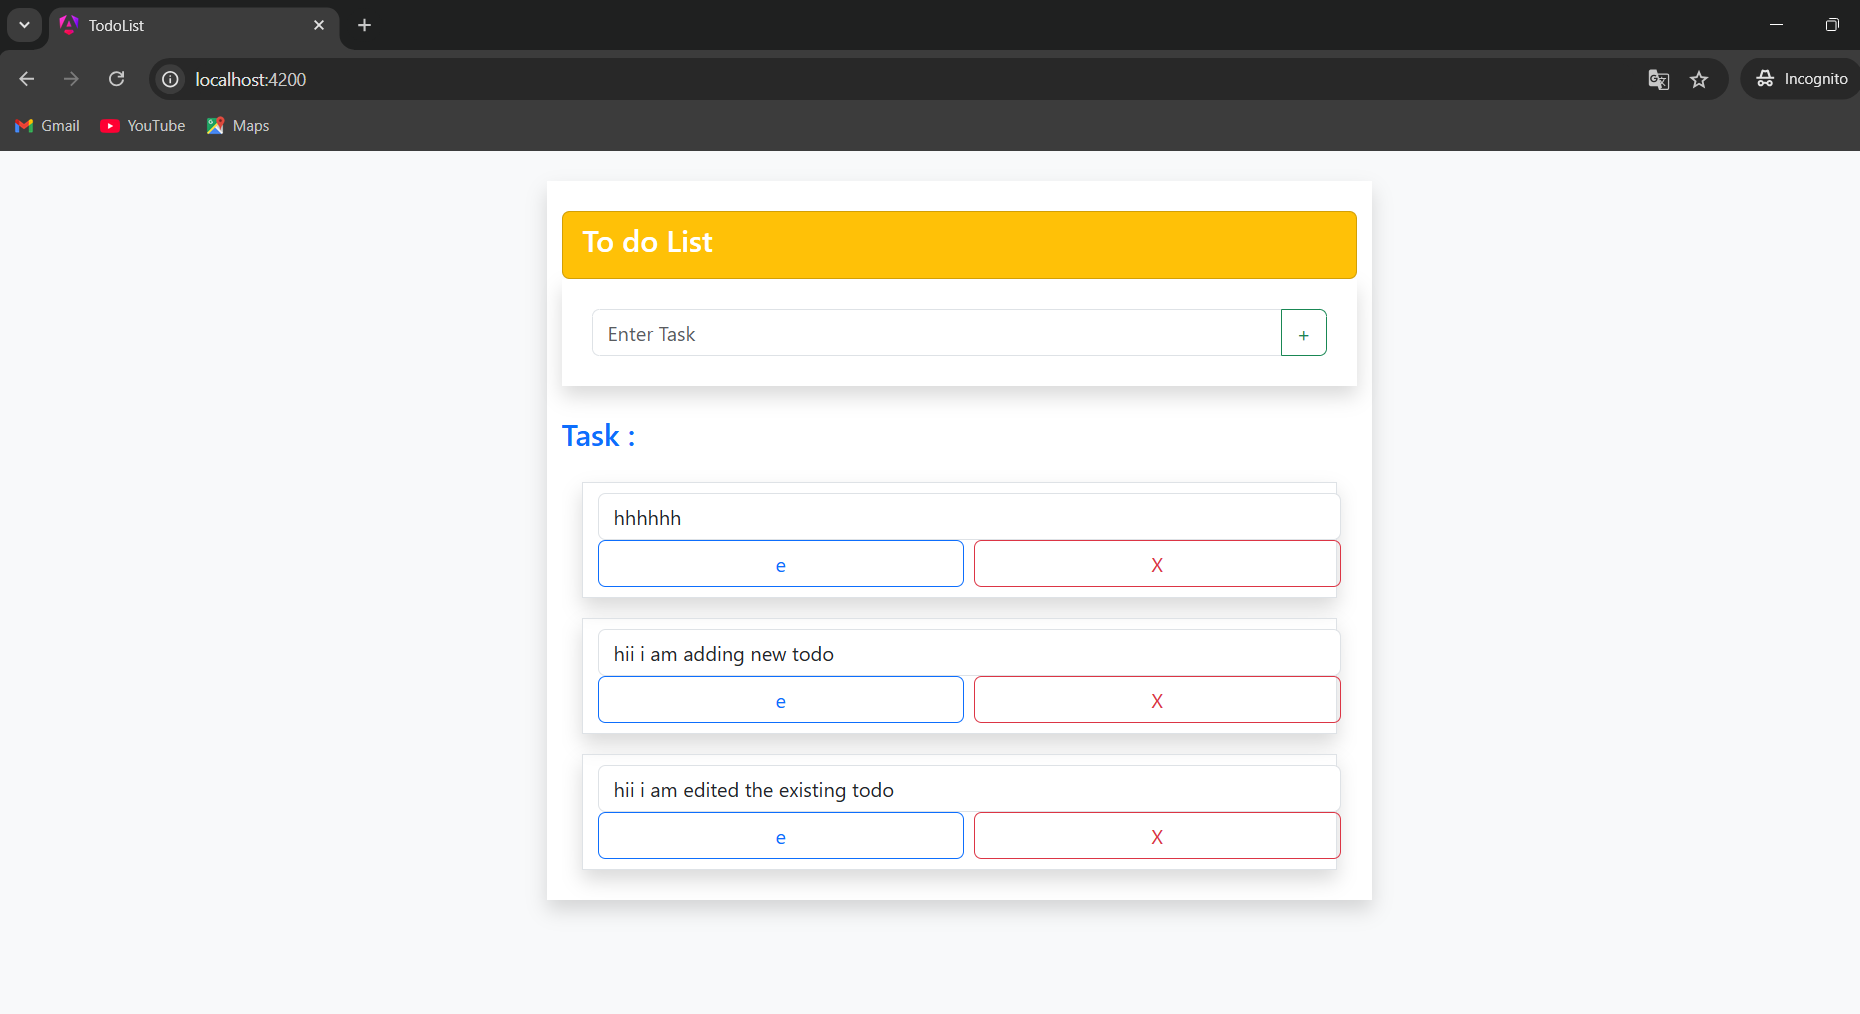 TodoList
localhost:4200
Incognito
Gmail YouTube Maps
To do List
Enter Task +
Task :
hhhhhh
e X
hii i am adding new todo
e X
hii i am edited the existing todo
e X